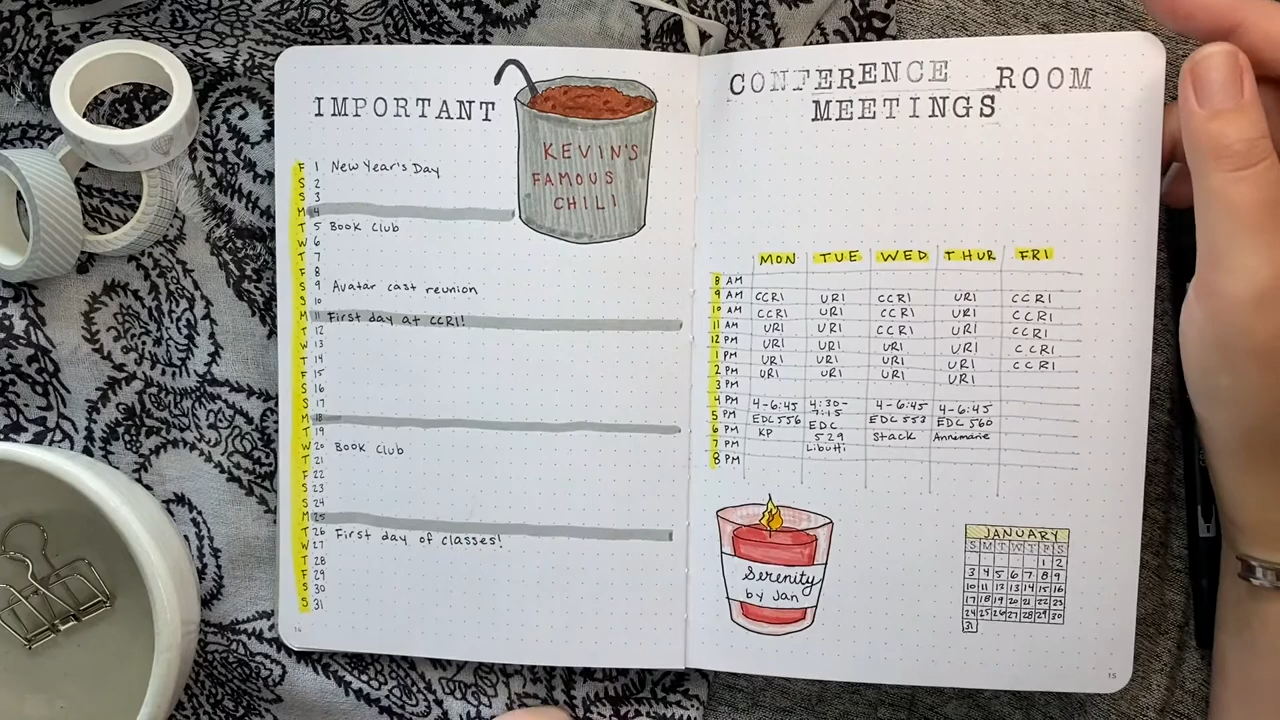 IMPORTANT
KEVIN'S
FAMOUS
CHILI
F 1 New Year's Day
S 2
S 3
M 4
T 5 Book Club
W 6
T 7
F 8
S 9 Avatar cast reunion
S 10
M 11 First day at CCRI!
T 12
W 13
T 14
F 15
S 16
S 17
M 18
T 19
W 20 Book Club
T 21
F 22
S 23
S 24
M 25
T 26 First day of classes!
W 27
T 28
F 29
S 30
S 31
14
CONFERENCE ROOM
MEETINGS
MON TUE WED THUR FRI
8 AM
9 AM CCRI URI CCRI URI CCRI
10 AM CCRI URI CCRI URI CCRI
11 AM URI URI CCRI URI CCRI
12 PM URI URI URI URI CCRI
1 PM URI URI URI URI CCRI
2 PM URI URI URI URI
3 PM
4 PM 4-6:45 4:30- 4-6:45 4-6:45
7:15
5 PM EDC 556 EDC EDC 553 EDC 560
6 PM KP 529 Stack Annemarie
7 PM Libutti
8 PM
Serenity
by Jan
JANUARY
S M T W T F S
1 2
3 4 5 6 7 8 9
10 11 12 13 14 15 16
17 18 19 20 21 22 23
24 25 26 27 28 29 30
31
15